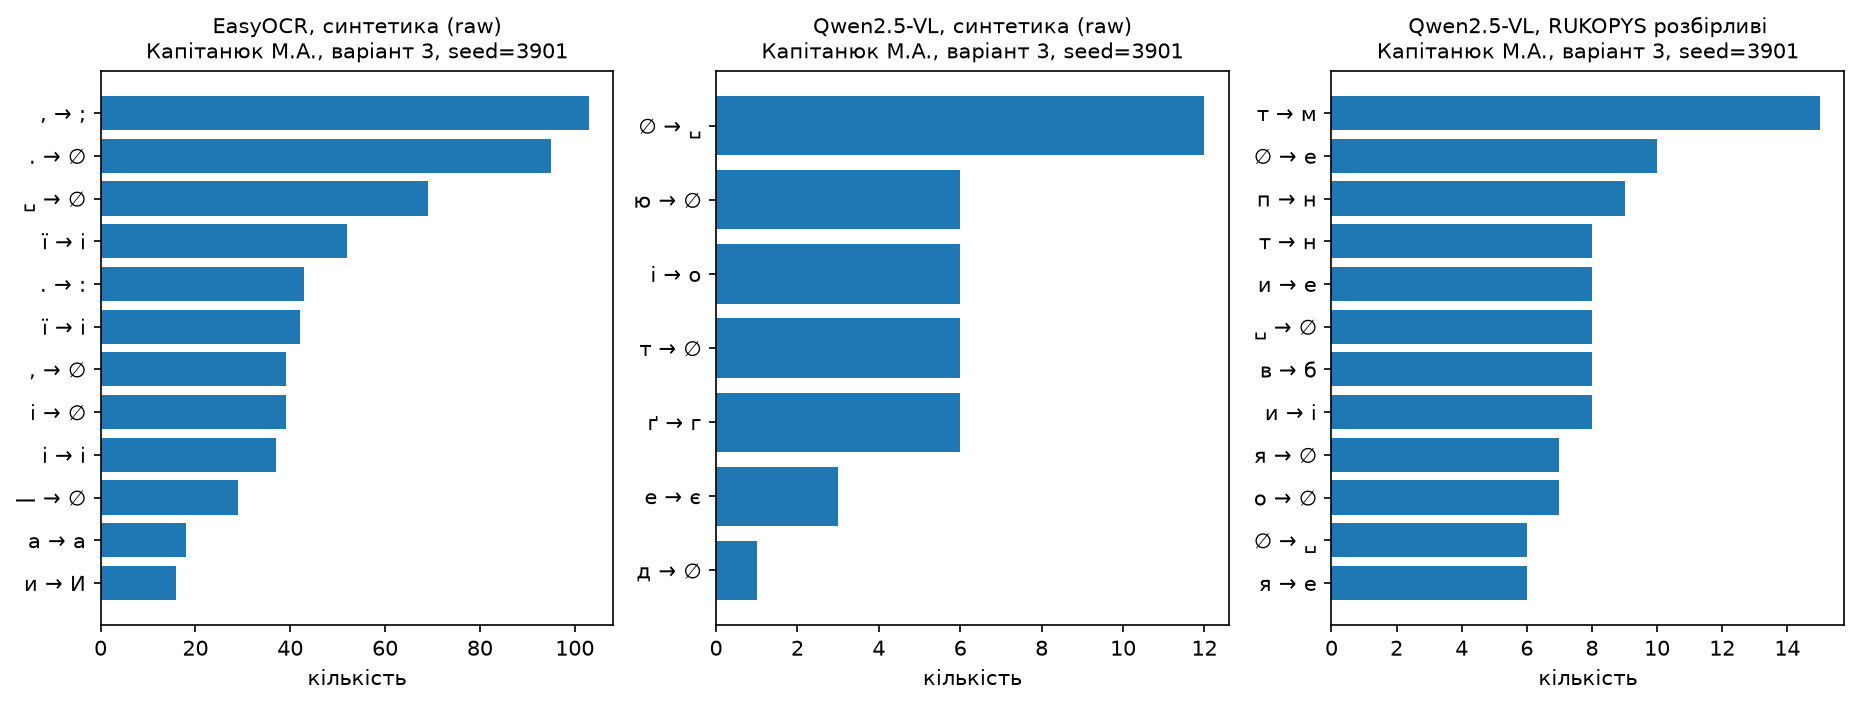 EasyOCR, синтетика (raw)
Капітанюк М.А., варіант 3, seed=3901
, → ;
. → ∅
␣ → ∅
ї → і
. → :
ї → i
, → ∅
і → ∅
і → i
— → ∅
а → a
и → И
0 20 40 60 80 100
кількість
Qwen2.5-VL, синтетика (raw)
Капітанюк М.А., варіант 3, seed=3901
∅ → ␣
ю → ∅
і → о
т → ∅
ґ → г
е → є
д → ∅
0 2 4 6 8 10 12
кількість
Qwen2.5-VL, RUKOPYS розбірливі
Капітанюк М.А., варіант 3, seed=3901
т → м
∅ → е
п → н
т → н
и → е
␣ → ∅
в → б
и → і
я → ∅
о → ∅
∅ → ␣
я → е
0 2 4 6 8 10 12 14
кількість